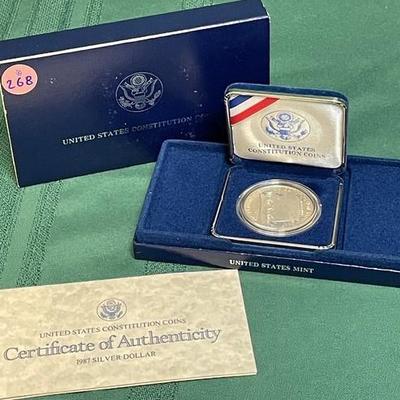 268
UNITED STATES CONSTITUTION COINS
UNITED STATES
CONSTITUTION COINS
UNITED STATES MINT
UNITED STATES CONSTITUTION COINS
Certificate of Authenticity
1987 SILVER DOLLAR